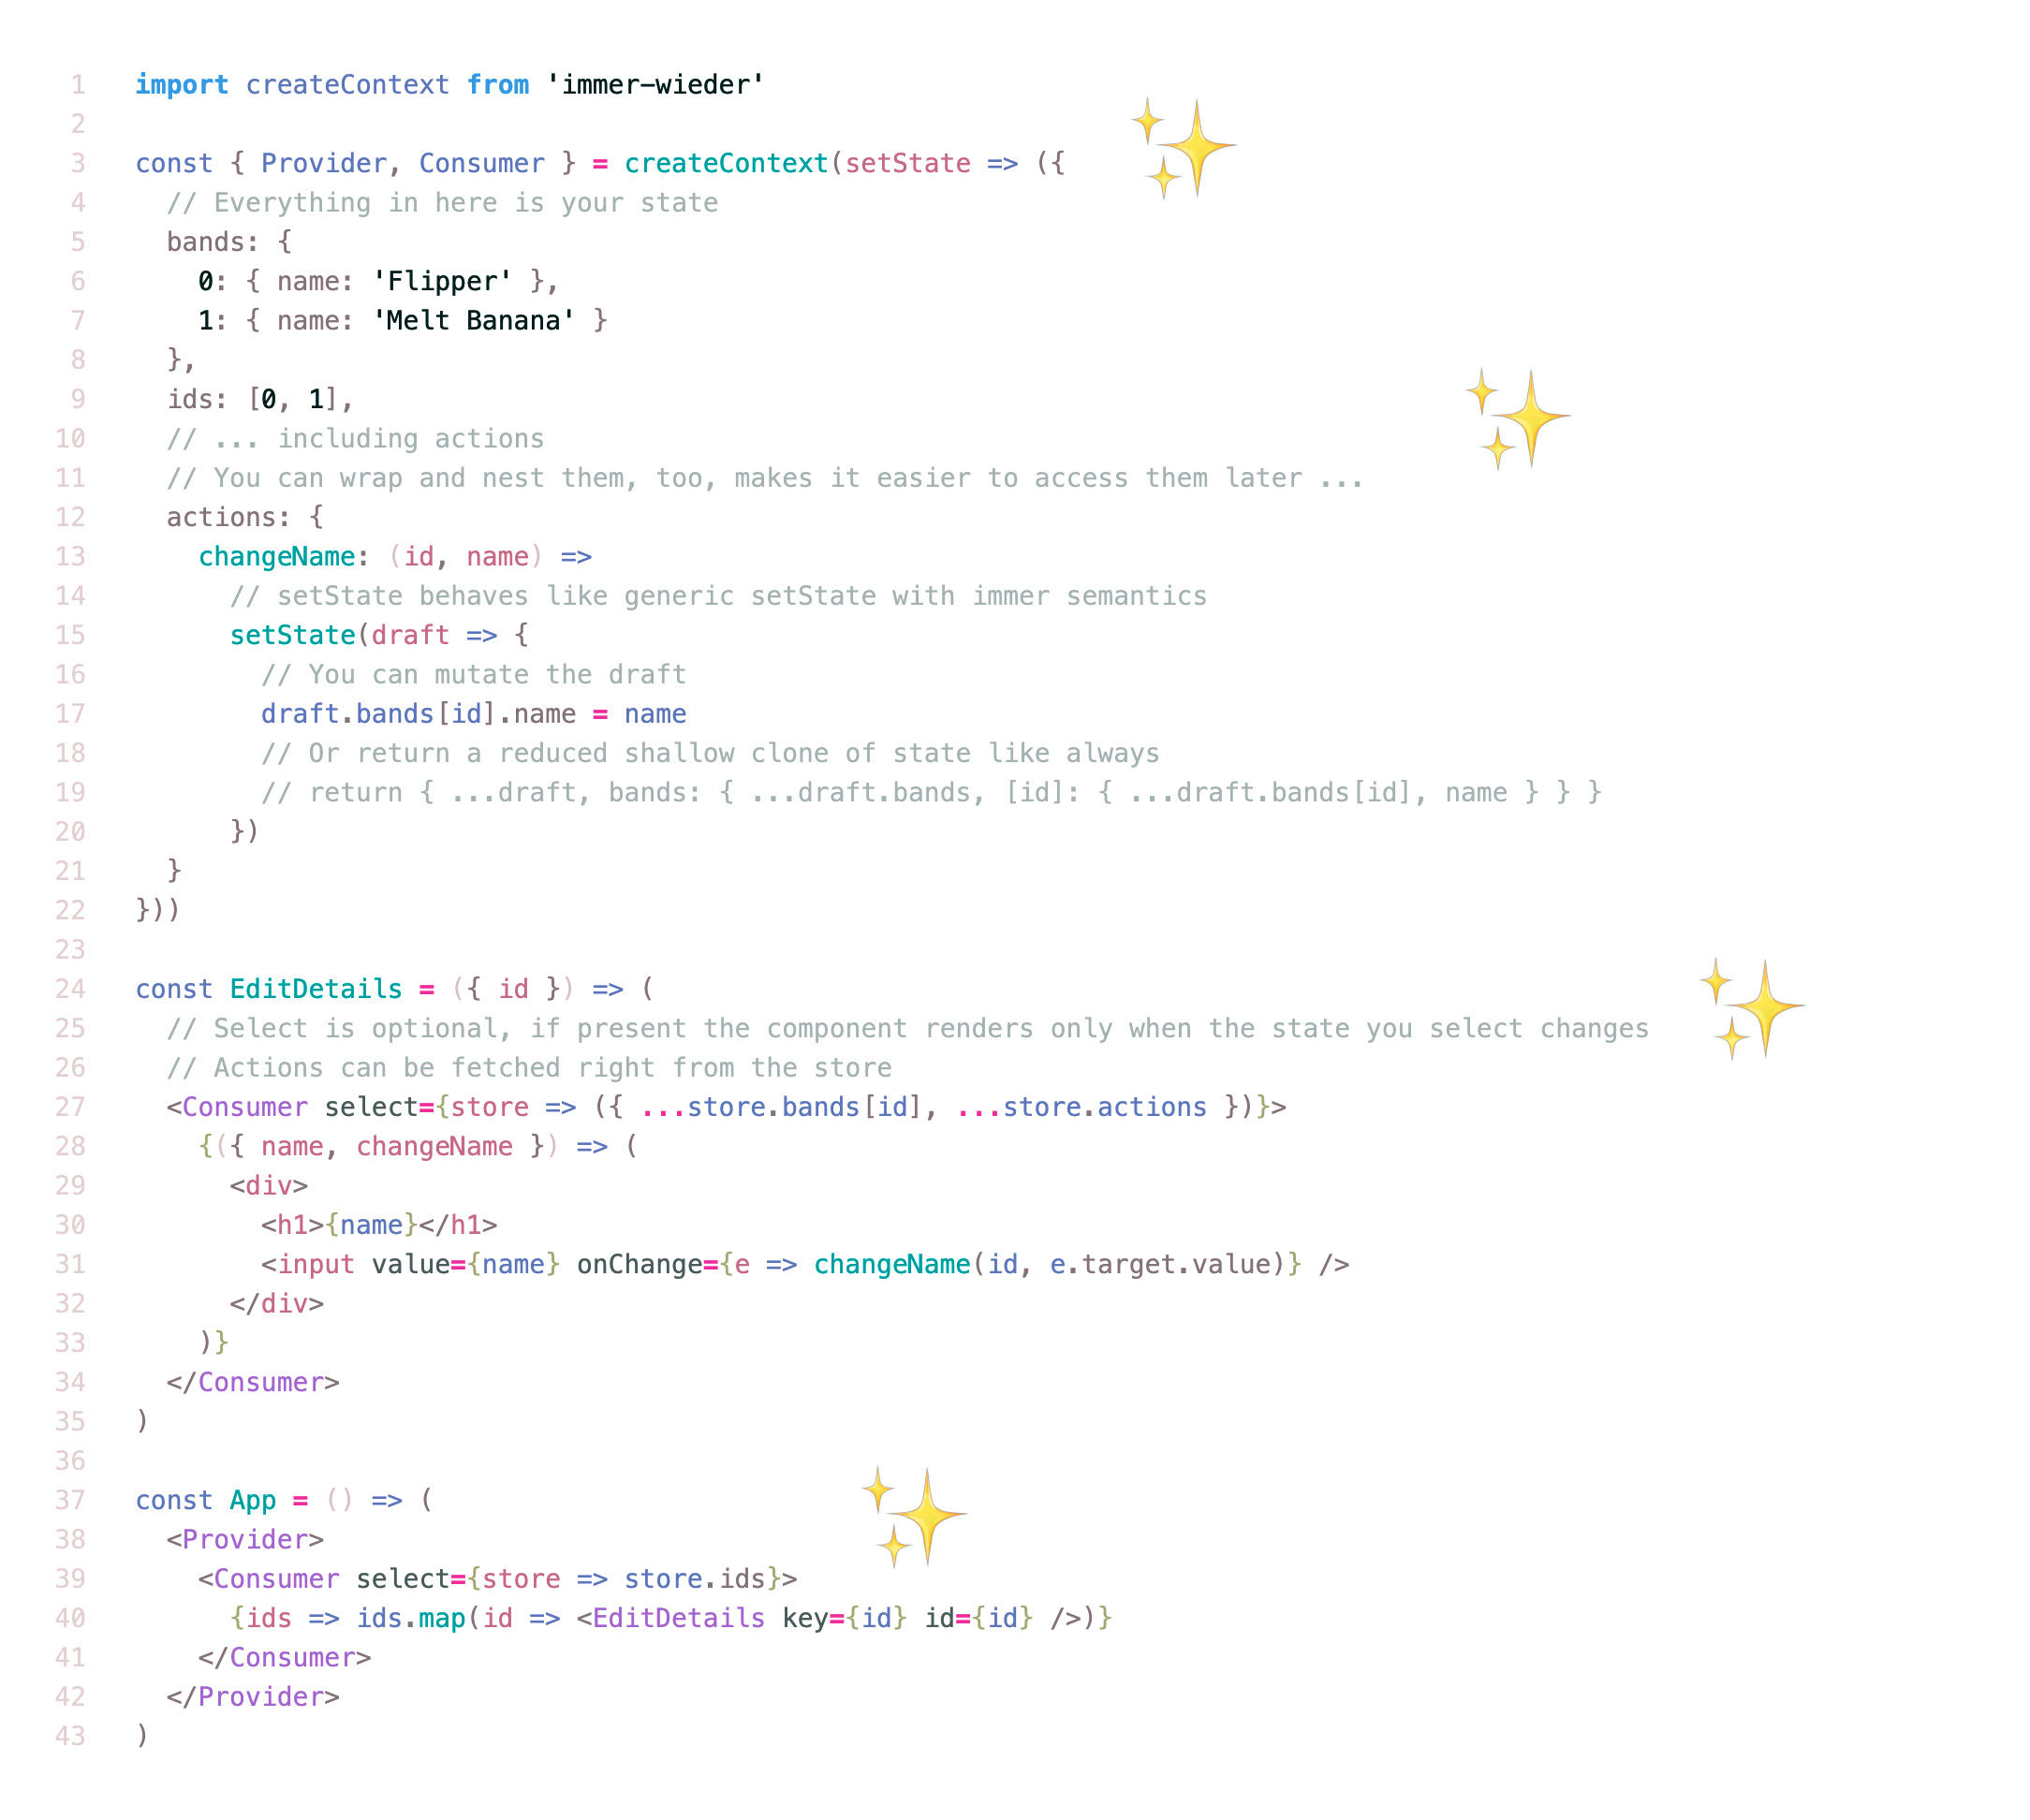 1 import createContext from 'immer-wieder'
2
3 const { Provider, Consumer } = createContext(setState => ({
4   // Everything in here is your state
5   bands: {
6     0: { name: 'Flipper' },
7     1: { name: 'Melt Banana' }
8   },
9   ids: [0, 1],
10   // ... including actions
11   // You can wrap and nest them, too, makes it easier to access them later ...
12   actions: {
13     changeName: (id, name) =>
14       // setState behaves like generic setState with immer semantics
15       setState(draft => {
16         // You can mutate the draft
17         draft.bands[id].name = name
18         // Or return a reduced shallow clone of state like always
19         // return { ...draft, bands: { ...draft.bands, [id]: { ...draft.bands[id], name } } }
20       })
21   }
22 }))
23
24 const EditDetails = ({ id }) => (
25   // Select is optional, if present the component renders only when the state you select changes
26   // Actions can be fetched right from the store
27   <Consumer select={store => ({ ...store.bands[id], ...store.actions })}>
28     {({ name, changeName }) => (
29       <div>
30         <h1>{name}</h1>
31         <input value={name} onChange={e => changeName(id, e.target.value)} />
32       </div>
33     )}
34   </Consumer>
35 )
36
37 const App = () => (
38   <Provider>
39     <Consumer select={store => store.ids}>
40       {ids => ids.map(id => <EditDetails key={id} id={id} />)}
41     </Consumer>
42   </Provider>
43 )